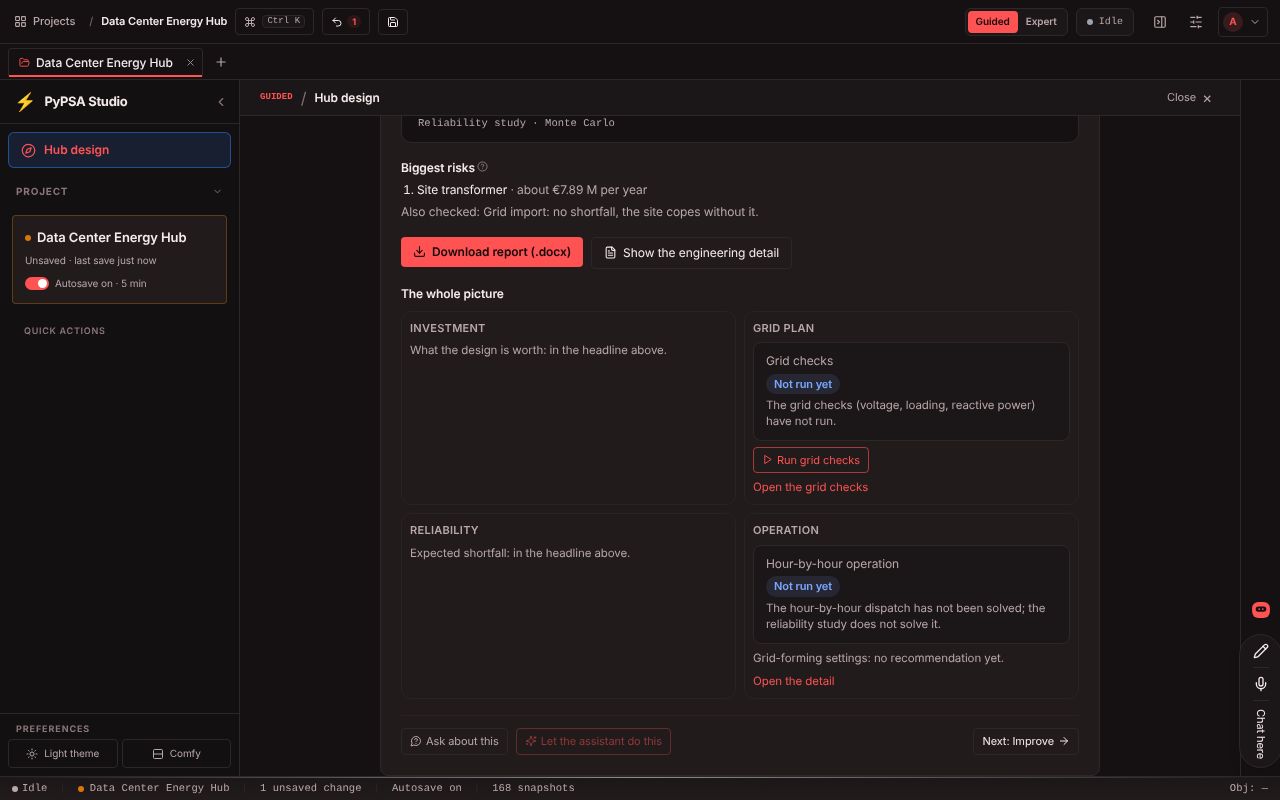 Projects / Data Center Energy Hub
Ctrl K
1
Guided
Expert
Idle
A
Data Center Energy Hub
PyPSA Studio
Hub design
PROJECT
Data Center Energy Hub
Unsaved · last save just now
Autosave on · 5 min
QUICK ACTIONS
PREFERENCES
Light theme
Comfy
GUIDED / Hub design
Close
Reliability study · Monte Carlo
Biggest risks
1. Site transformer · about €7.89 M per year
Also checked: Grid import: no shortfall, the site copes without it.
Download report (.docx)
Show the engineering detail
The whole picture
INVESTMENT
What the design is worth: in the headline above.
GRID PLAN
Grid checks
Not run yet
The grid checks (voltage, loading, reactive power)
have not run.
Run grid checks
Open the grid checks
RELIABILITY
Expected shortfall: in the headline above.
OPERATION
Hour-by-hour operation
Not run yet
The hour-by-hour dispatch has not been solved; the
reliability study does not solve it.
Grid-forming settings: no recommendation yet.
Open the detail
Ask about this
Let the assistant do this
Next: Improve
Chat here
Idle
Data Center Energy Hub
1 unsaved change
Autosave on
168 snapshots
Obj: —